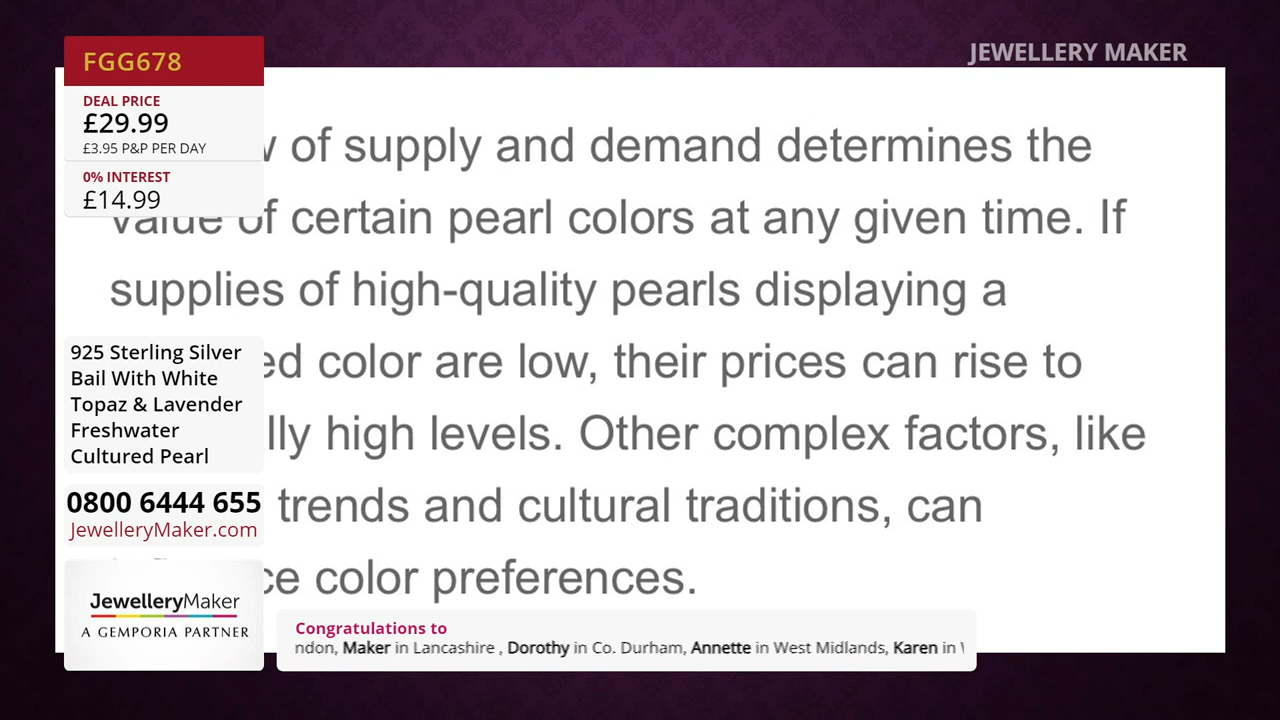 FGG678
JEWELLERY MAKER
DEAL PRICE
£29.99
£3.95 P&P PER DAY
0% INTEREST
£14.99
of supply and demand determines the
value of certain pearl colors at any given time. If
supplies of high-quality pearls displaying a
color are low, their prices can rise to
high levels. Other complex factors, like
trends and cultural traditions, can
color preferences.
925 Sterling Silver
Bail With White
Topaz & Lavender
Freshwater
Cultured Pearl
0800 6444 655
JewelleryMaker.com
JewelleryMaker
A GEMPORIA PARTNER
Congratulations to
ndon, Maker in Lancashire , Dorothy in Co. Durham, Annette in West Midlands, Karen in